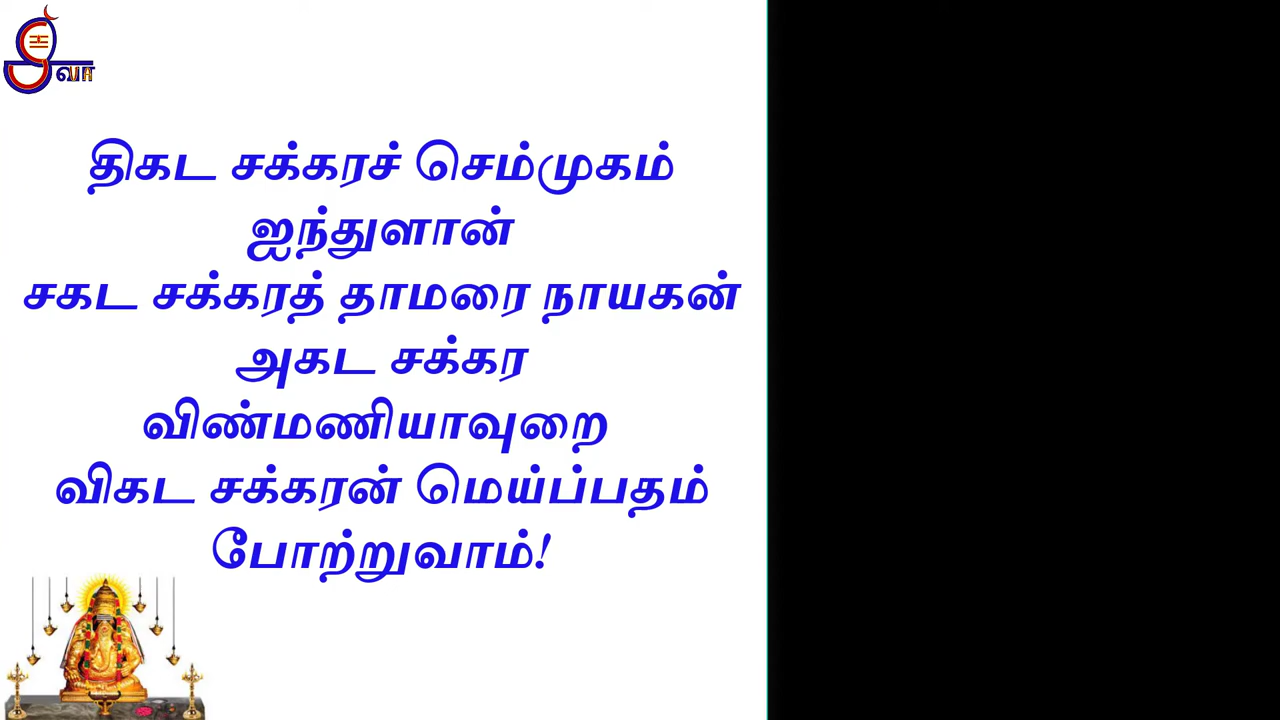 சிவா
திகட சக்கரச் செம்முகம்
ஐந்துளான்
சகட சக்கரத் தாமரை நாயகன்
அகட சக்கர
விண்மணியாவுறை
விகட சக்கரன் மெய்ப்பதம்
போற்றுவாம்!